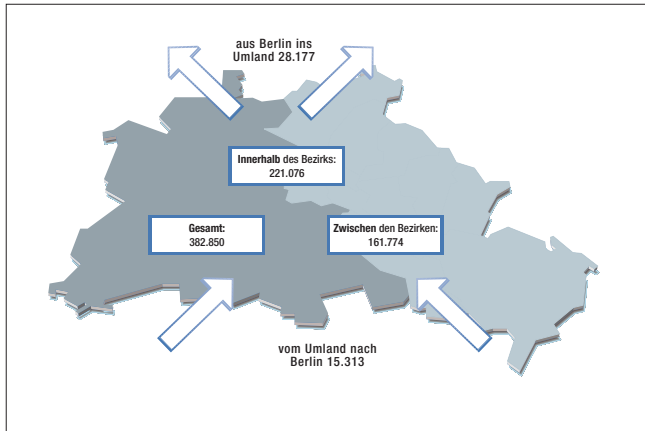 aus Berlin ins
Umland 28.177
Innerhalb des Bezirks:
221.076
Gesamt:
382.850
Zwischen den Bezirken:
161.774
vom Umland nach
Berlin 15.313